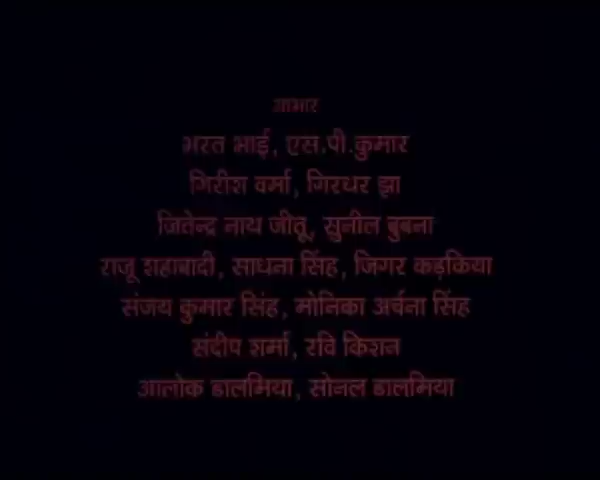 आभार
भरत भाई, एस.पी.कुमार
गिरीश वर्मा, गिरधर झा
जितेन्द्र नाथ जीतू, सुनील बुबना
राजू शहाबादी, साधना सिंह, जिगर कड़किया
संजय कुमार सिंह, मोनिका अर्चना सिंह
संदीप शर्मा, रवि किशन
आलोक डालमिया, सोनल डालमिया